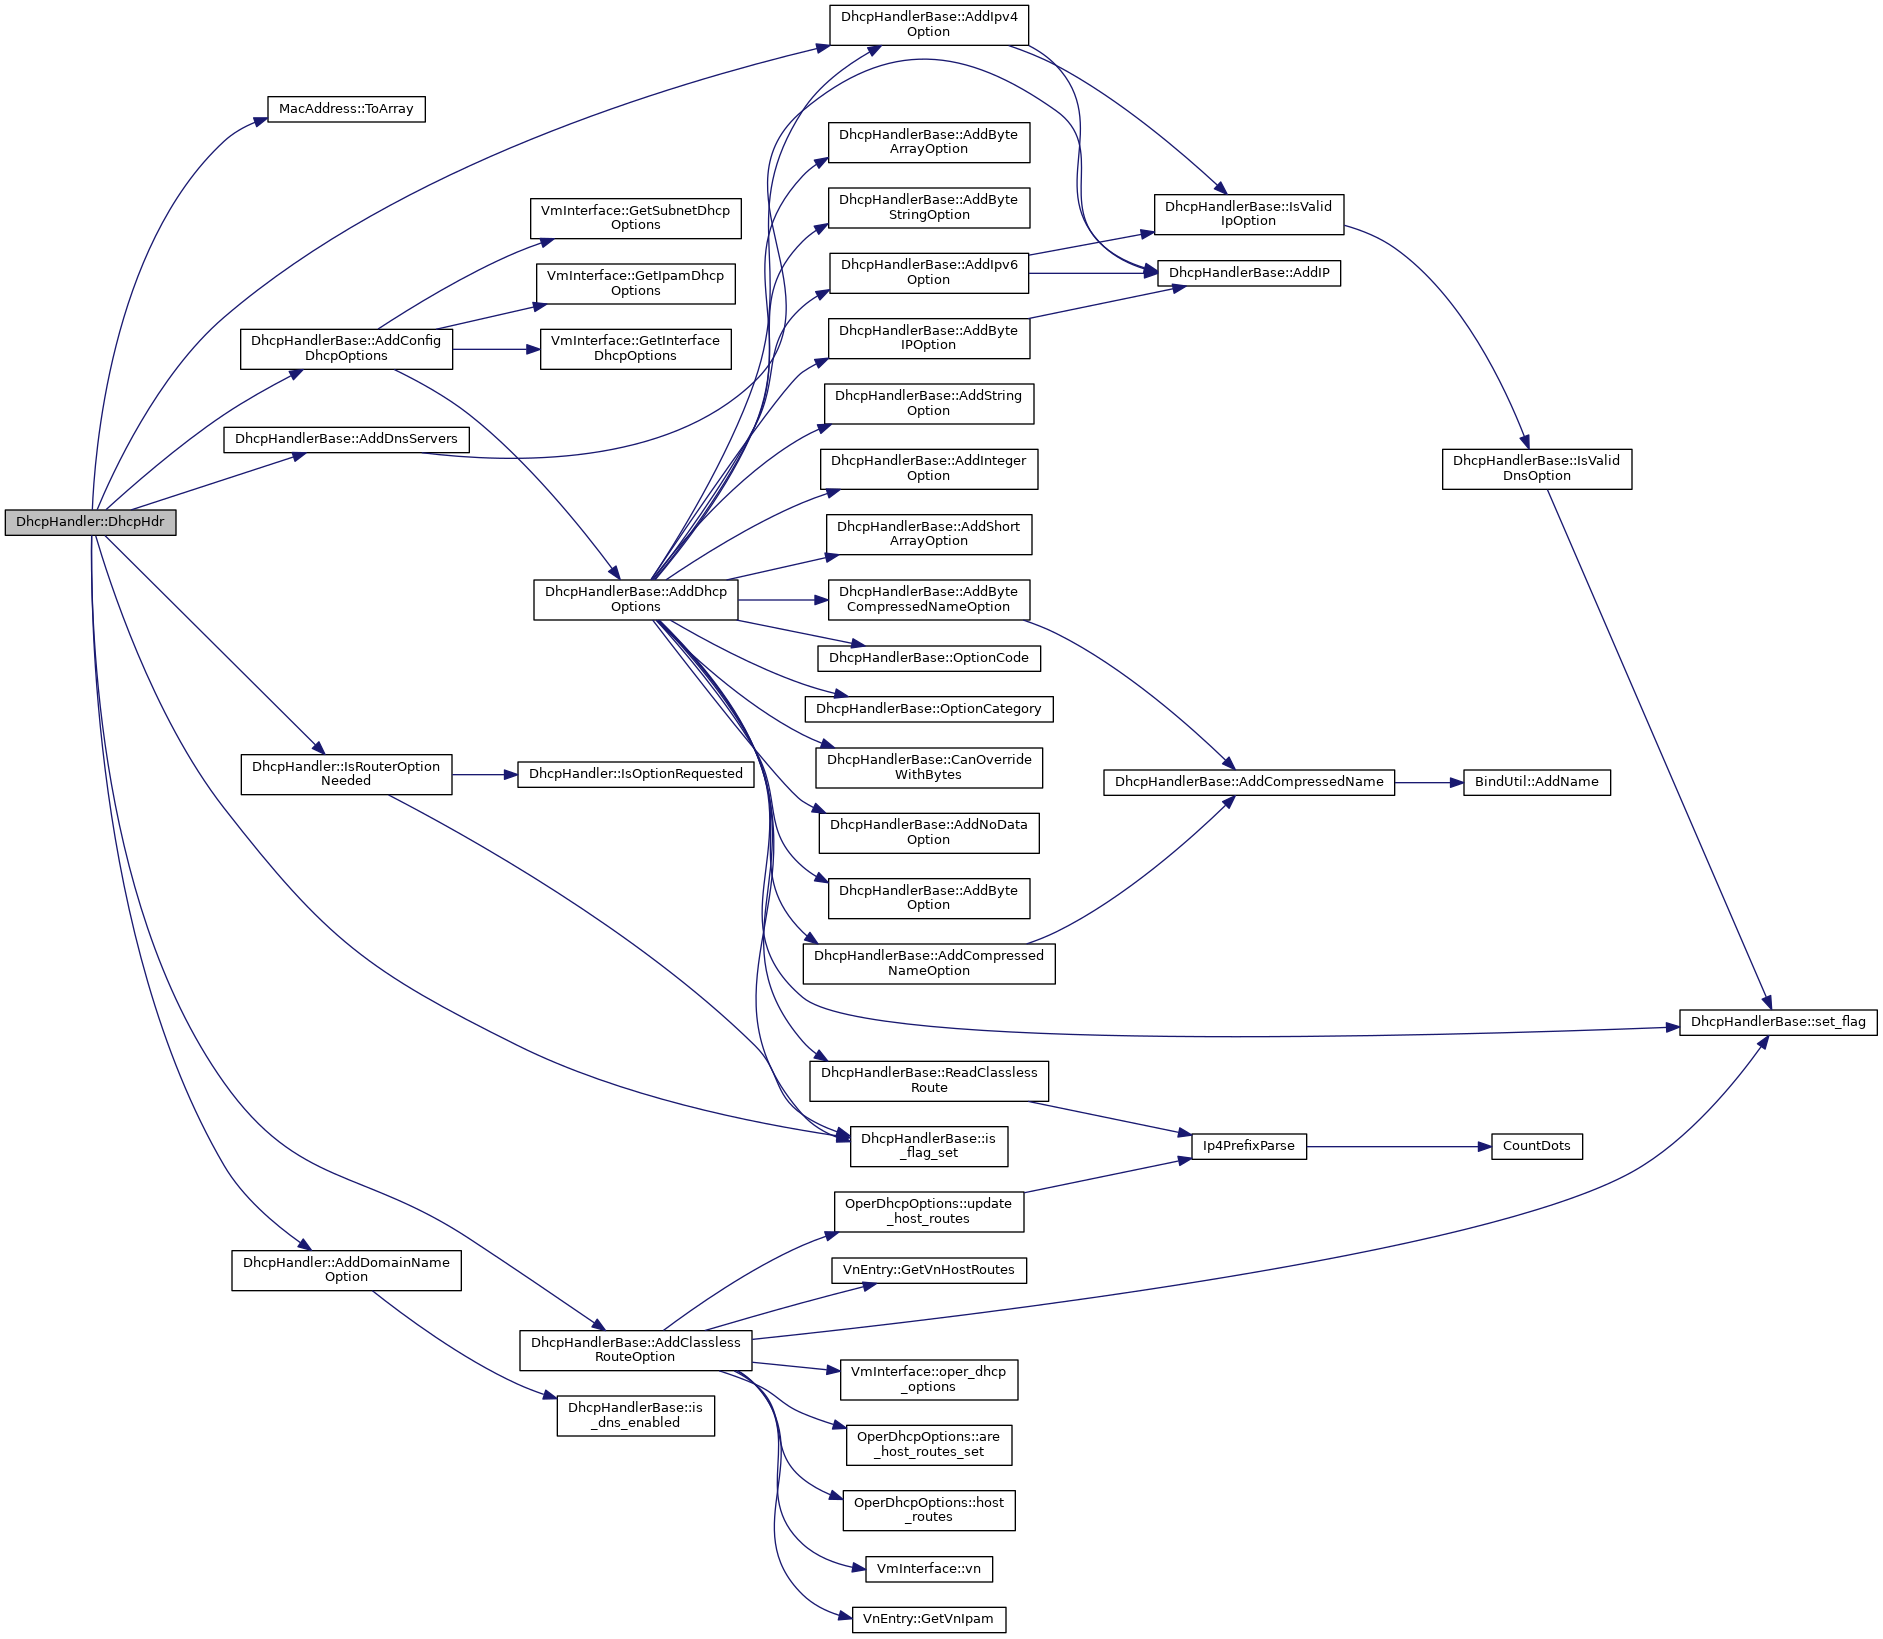 DhcpHandler::DhcpHdr
MacAddress::ToArray
DhcpHandlerBase::AddConfig
DhcpOptions
DhcpHandlerBase::AddDnsServers
DhcpHandler::IsRouterOption
Needed
DhcpHandler::AddDomainName
Option
VmInterface::GetSubnetDhcp
Options
VmInterface::GetIpamDhcp
Options
VmInterface::GetInterface
DhcpOptions
DhcpHandlerBase::AddDhcp
Options
DhcpHandler::IsOptionRequested
DhcpHandlerBase::AddClassless
RouteOption
DhcpHandlerBase::is
_dns_enabled
DhcpHandlerBase::AddIpv4
Option
DhcpHandlerBase::AddByte
ArrayOption
DhcpHandlerBase::AddByte
StringOption
DhcpHandlerBase::AddIpv6
Option
DhcpHandlerBase::AddByte
IPOption
DhcpHandlerBase::AddString
Option
DhcpHandlerBase::AddInteger
Option
DhcpHandlerBase::AddShort
ArrayOption
DhcpHandlerBase::AddByte
CompressedNameOption
DhcpHandlerBase::OptionCode
DhcpHandlerBase::OptionCategory
DhcpHandlerBase::CanOverride
WithBytes
DhcpHandlerBase::AddNoData
Option
DhcpHandlerBase::AddByte
Option
DhcpHandlerBase::AddCompressed
NameOption
DhcpHandlerBase::ReadClassless
Route
DhcpHandlerBase::is
_flag_set
OperDhcpOptions::update
_host_routes
VnEntry::GetVnHostRoutes
VmInterface::oper_dhcp
_options
OperDhcpOptions::are
_host_routes_set
OperDhcpOptions::host
_routes
VmInterface::vn
VnEntry::GetVnIpam
DhcpHandlerBase::IsValid
IpOption
DhcpHandlerBase::AddIP
DhcpHandlerBase::AddCompressedName
Ip4PrefixParse
DhcpHandlerBase::IsValid
DnsOption
BindUtil::AddName
CountDots
DhcpHandlerBase::set_flag